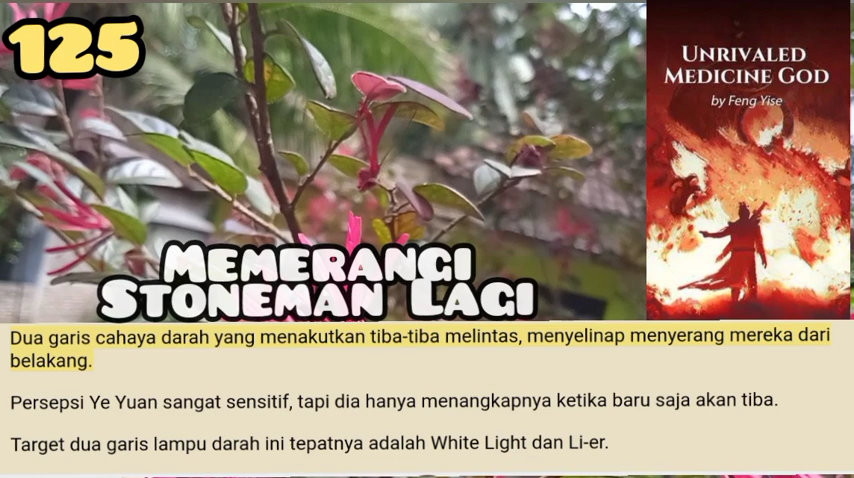 125
UNRIVALED
MEDICINE GOD
by Feng Yise
MEMERANGI
STONEMAN LAGI
Dua garis cahaya darah yang menakutkan tiba-tiba melintas, menyelinap menyerang mereka dari
belakang.
Persepsi Ye Yuan sangat sensitif, tapi dia hanya menangkapnya ketika baru saja akan tiba.
Target dua garis lampu darah ini tepatnya adalah White Light dan Li-er.